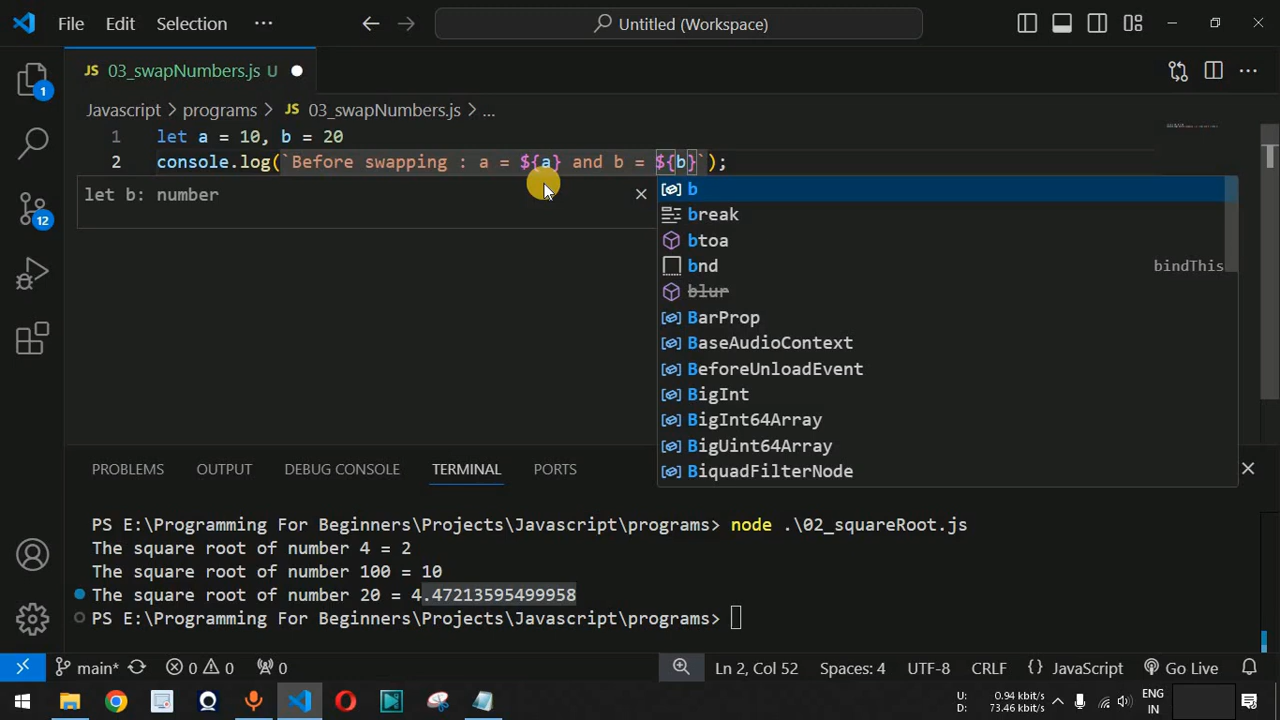 File Edit Selection ··· Untitled (Workspace)
JS 03_swapNumbers.js U
Javascript > programs > JS 03_swapNumbers.js > ...
1 let a = 10, b = 20
2 console.log(`Before swapping : a = ${a} and b = ${b}`);
let b: number
b
break
btoa
bnd bindThis
blur
BarProp
BaseAudioContext
BeforeUnloadEvent
BigInt
BigInt64Array
BigUint64Array
BiquadFilterNode
1
12
PROBLEMS OUTPUT DEBUG CONSOLE TERMINAL PORTS
PS E:\Programming For Beginners\Projects\Javascript\programs> node .\02_squareRoot.js
The square root of number 4 = 2
The square root of number 100 = 10
The square root of number 20 = 4.47213595499958
PS E:\Programming For Beginners\Projects\Javascript\programs>
main* 0 0 0 Ln 2, Col 52 Spaces: 4 UTF-8 CRLF {} JavaScript Go Live
U: 0.94 kbit/s
D: 73.46 kbit/s
ENG
IN